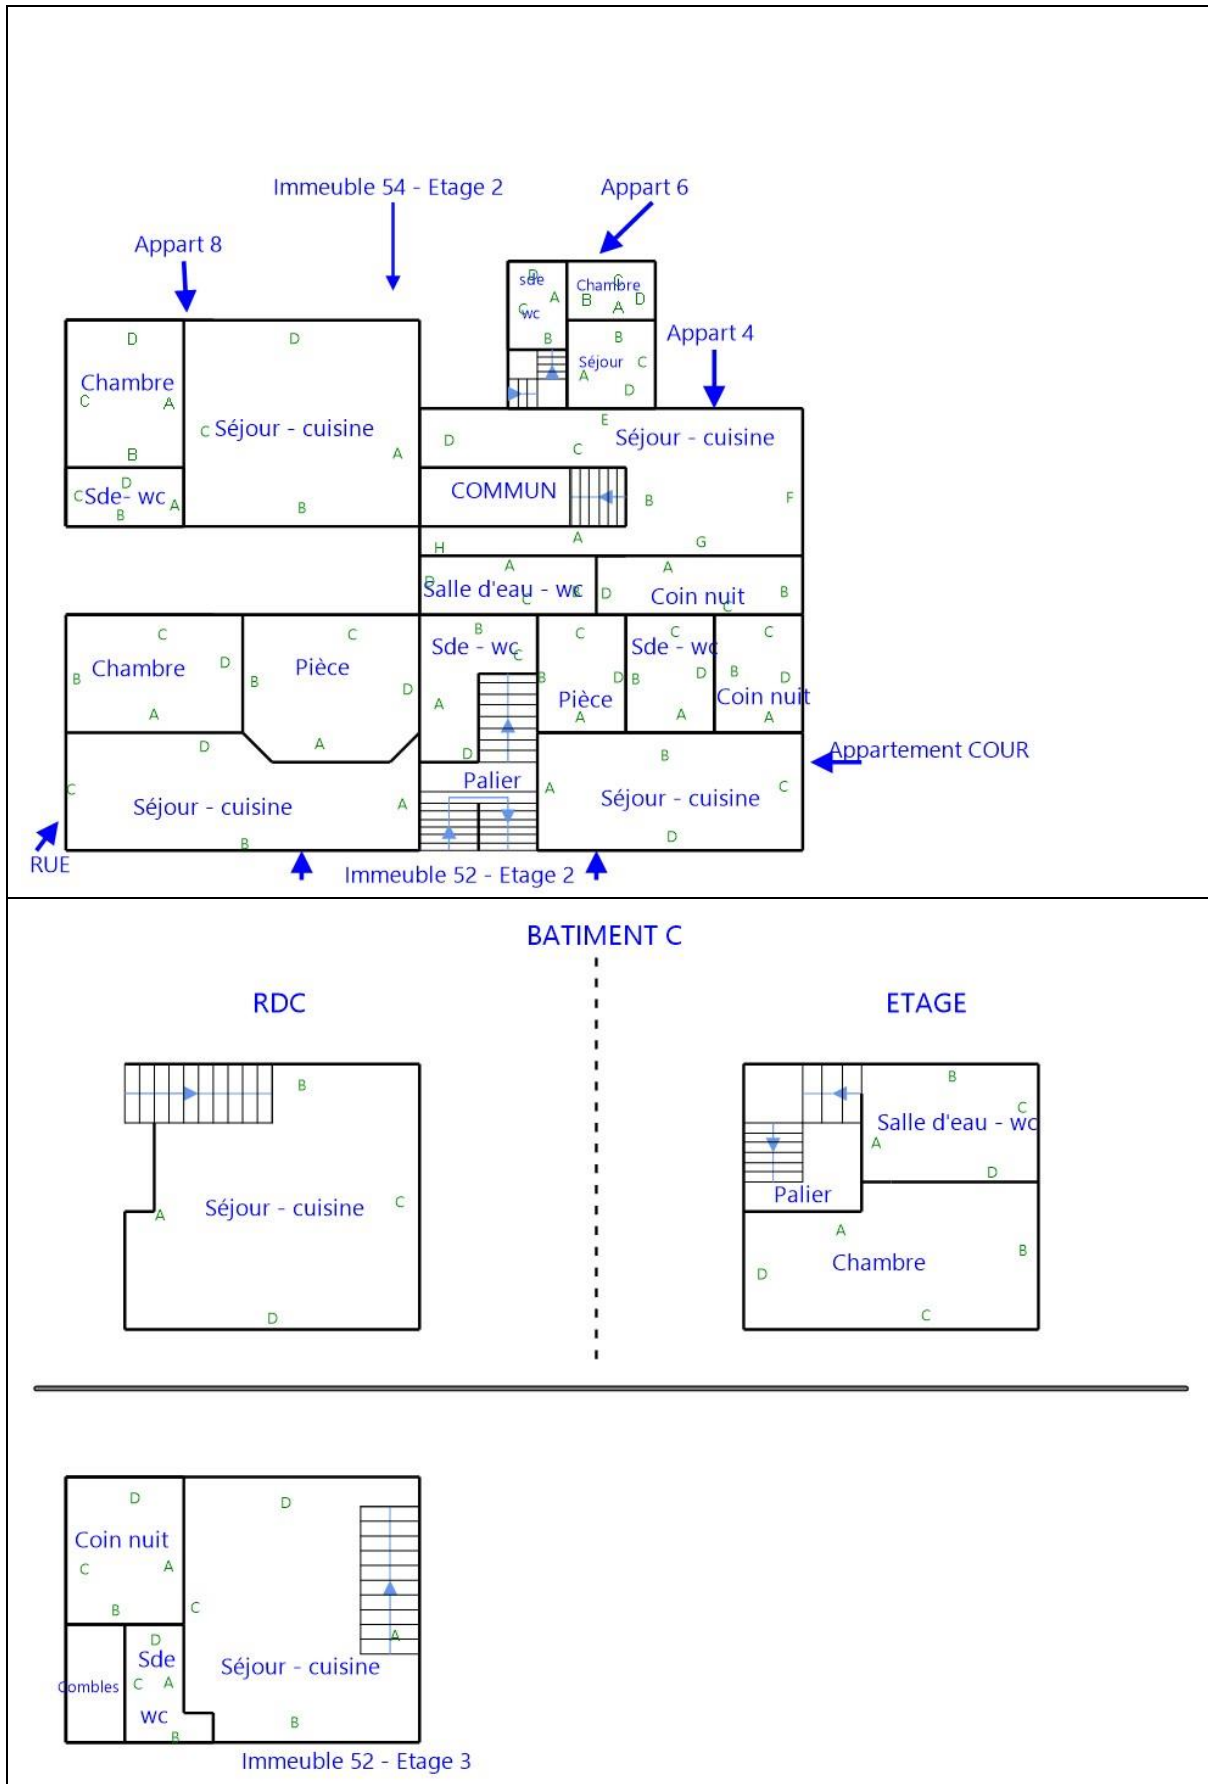 Immeuble 54 - Etage 2
Appart 6
Appart 8
D
sde
C
Chambre
A
B
D
A
C
wc
B
Appart 4
D
D
B
Chambre
Séjour
C
A
C
A
D
E
C
Séjour - cuisine
D
Séjour - cuisine
C
A
B
D
COMMUN
C
Sde- wc
A
B
F
B
B
A
G
H
A
A
D
Salle d'eau - wc
B
D
B
C
Coin nuit
C
C
C
B
C
C
C
Sde - wc
Sde - wc
C
Chambre
D
Pièce
B
B
D
B
D
B
D
B
D
D
Pièce
Coin nuit
A
A
A
A
A
D
A
D
B
Appartement COUR
Palier
C
A
C
Séjour - cuisine
A
Séjour - cuisine
B
D
RUE
Immeuble 52 - Etage 2
BATIMENT C
RDC
ETAGE
B
B
C
Salle d'eau - wc
A
D
Palier
C
Séjour - cuisine
A
A
B
Chambre
D
D
C
D
D
Coin nuit
C
A
B
C
D
A
Sde
Séjour - cuisine
Combles
C
A
wc
B
B
Immeuble 52 - Etage 3